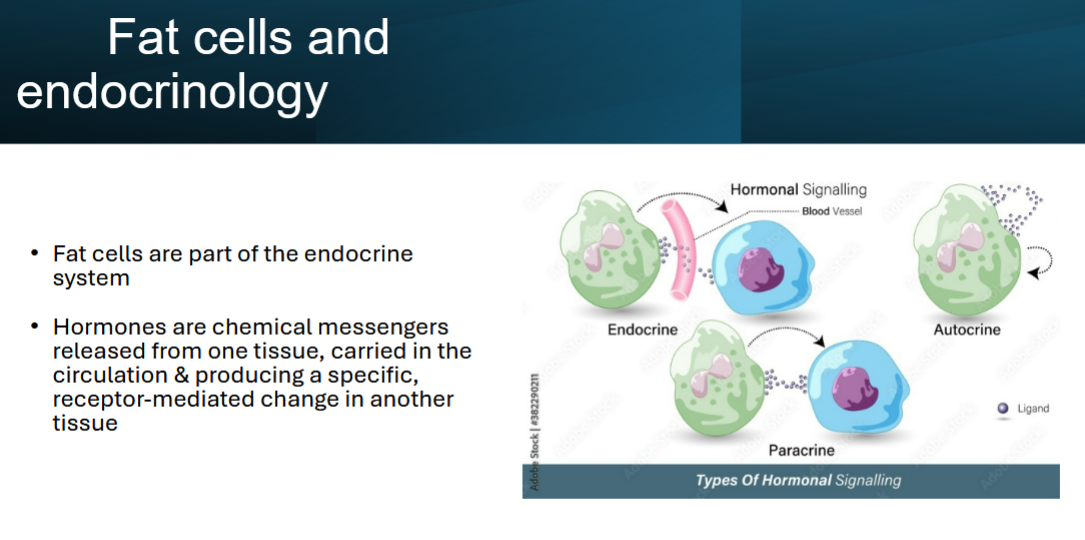 Fat cells and
endocrinology
• Fat cells are part of the endocrine
system
• Hormones are chemical messengers
released from one tissue, carried in the
circulation & producing a specific,
receptor-mediated change in another
tissue
Hormonal Signalling
Blood Vessel
Endocrine
Autocrine
Paracrine
Ligand
Types Of Hormonal Signalling
Adobe Stock | #382290211